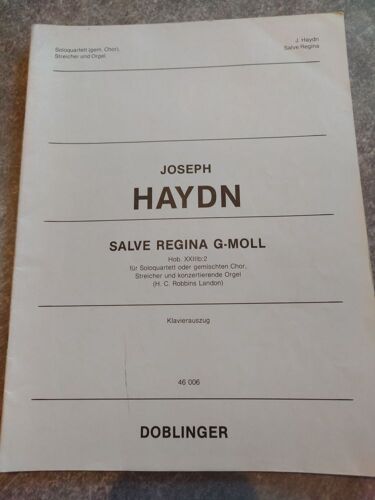 Soloquartett (gem. Chor),
Streicher und Orgel
J. Haydn
Salve Regina
JOSEPH
HAYDN
SALVE REGINA G-MOLL
Hob. XXIIIb:2
für Soloquartett oder gemischten Chor,
Streicher und konzertierende Orgel
(H. C. Robbins Landon)
Klavierauszug
46 006
DOBLINGER